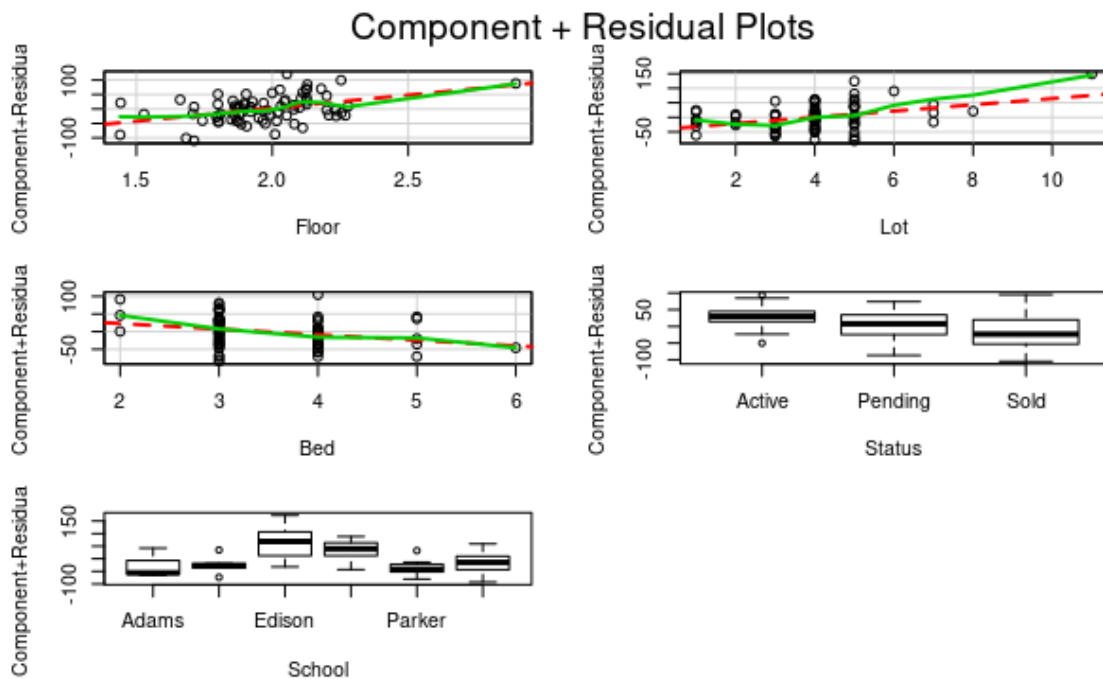 Component + Residual Plots
Component+Residua
-100 100
1.5 2.0 2.5
Floor
Component+Residua
-50 150
2 4 6 8 10
Lot
Component+Residua
-50 100
2 3 4 5 6
Bed
Component+Residua
-100 50
Active Pending Sold
Status
Component+Residua
-100 150
Adams Edison Parker
School